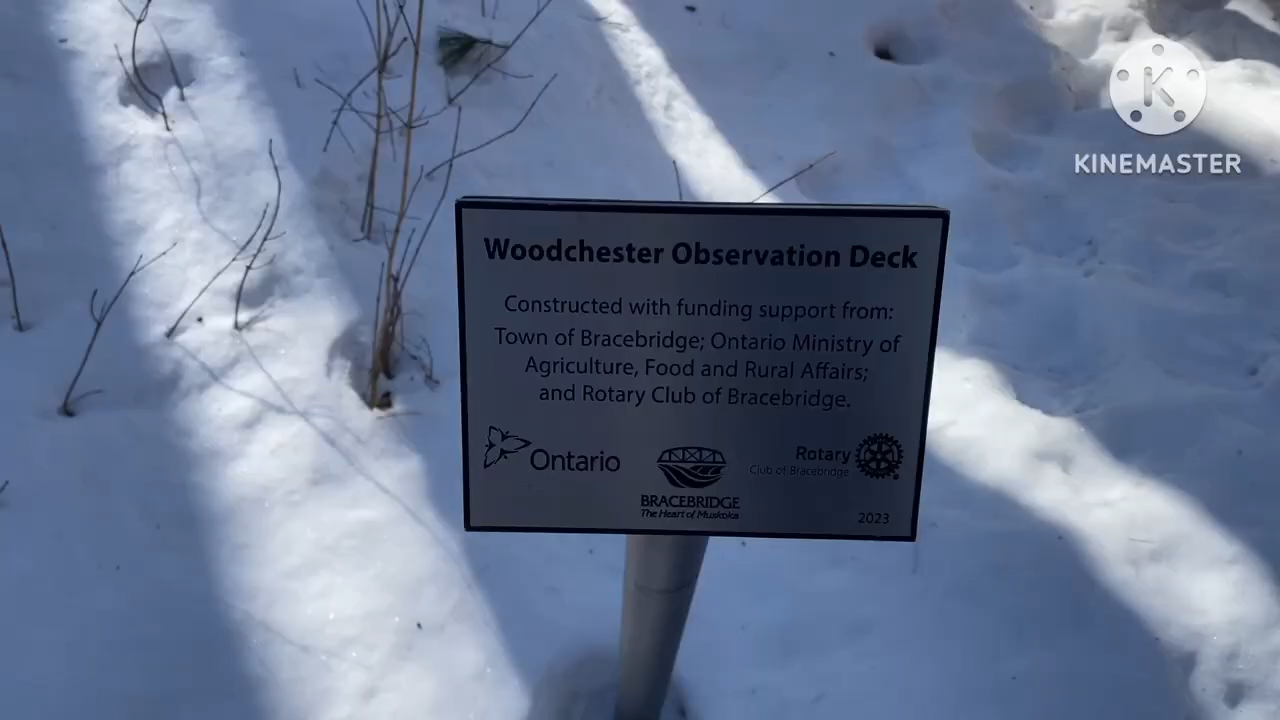 KINEMASTER
Woodchester Observation Deck
Constructed with funding support from:
Town of Bracebridge; Ontario Ministry of
Agriculture, Food and Rural Affairs;
and Rotary Club of Bracebridge.
Ontario
BRACEBRIDGE
The Heart of Muskoka
Rotary
Club of Bracebridge
2023